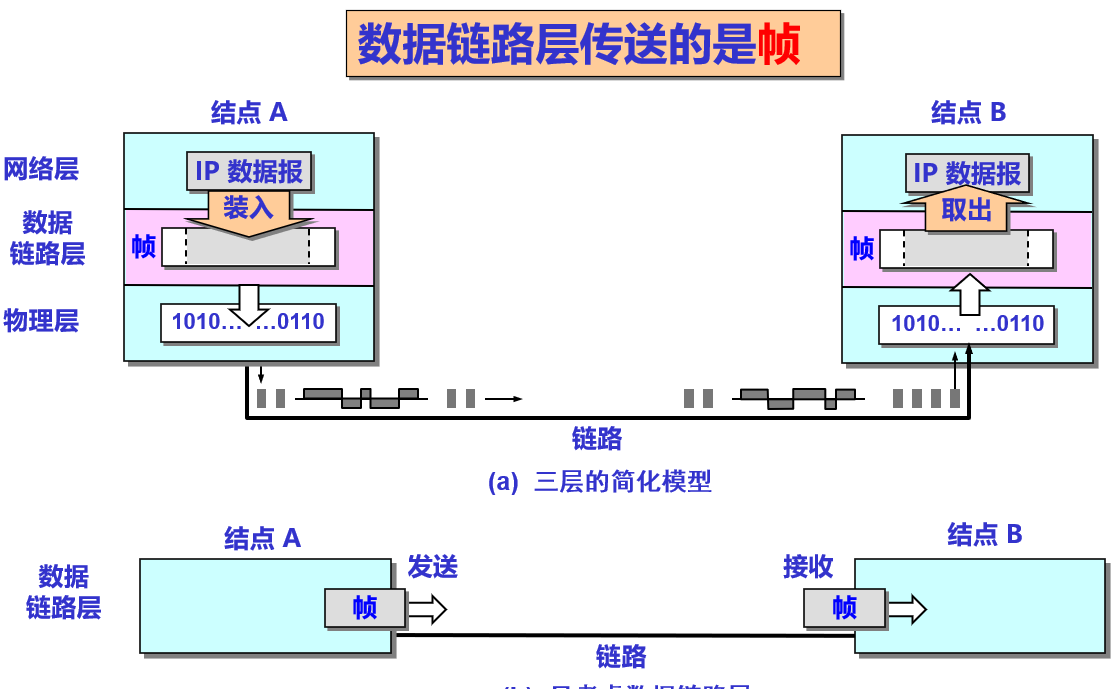 数据链路层传送的是帧
结点 A
结点 B
网络层
IP 数据报
IP 数据报
装入
取出
数据
链路层
帧
帧
物理层
1010… …0110
1010… …0110
链路
(a) 三层的简化模型
结点 A
结点 B
发送
接收
数据
链路层
帧
帧
链路